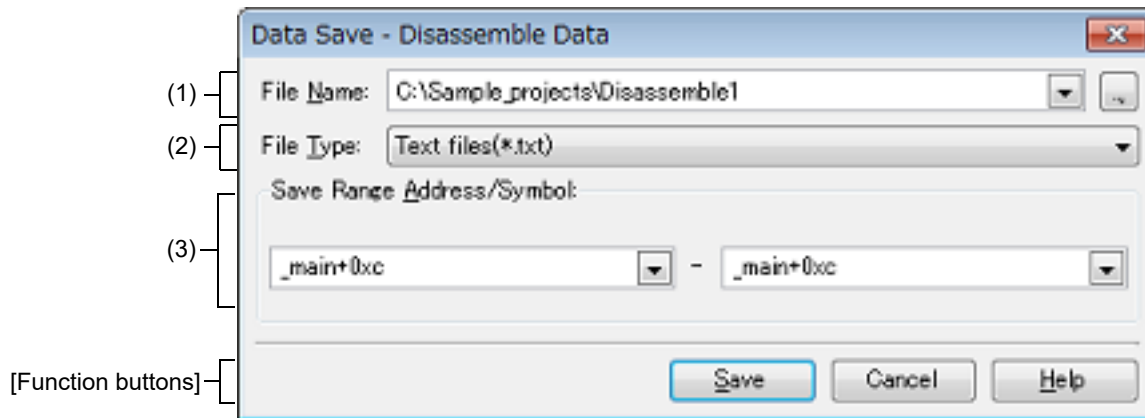 Data Save - Disassemble Data
(1) File Name: C:\Sample_projects\Disassemble1 ...
(2) File Type: Text files(*.txt)
Save Range Address/Symbol:
(3) _main+0xc - _main+0xc
[Function buttons] Save Cancel Help